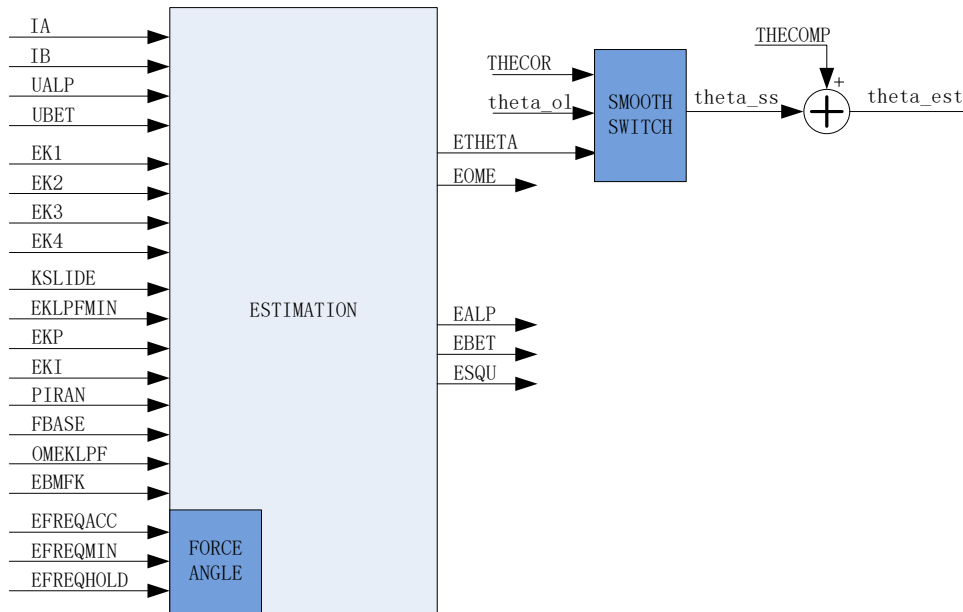 IA
IB
UALP
UBET
EK1
EK2
EK3
EK4
KSLIDE
EKLPFMIN
EKP
EKI
PIRAN
FBASE
OMEKLPF
EBMFK
EFREQACC
EFREQMIN
EFREQHOLD
FORCE
ANGLE
ESTIMATION
ETHETA
EOME
EALP
EBET
ESQU
THECOR
theta_ol
SMOOTH
SWITCH
theta_ss
THECOMP
+
theta_est